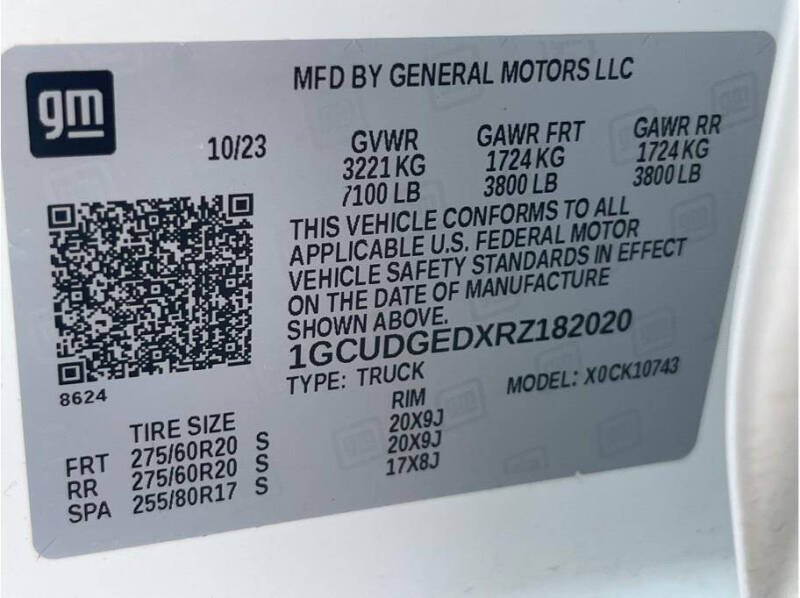 MFD BY GENERAL MOTORS LLC
gm
10/23
GVWR
3221 KG
7100 LB
GAWR FRT
1724 KG
3800 LB
GAWR RR
1724 KG
3800 LB
THIS VEHICLE CONFORMS TO ALL
APPLICABLE U.S. FEDERAL MOTOR
VEHICLE SAFETY STANDARDS IN EFFECT
ON THE DATE OF MANUFACTURE
SHOWN ABOVE.
1GCUDGEDXRZ182020
TYPE: TRUCK
MODEL: X0CK10743
8624
TIRE SIZE RIM
FRT 275/60R20 S 20X9J
RR 275/60R20 S 20X9J
SPA 255/80R17 S 17X8J